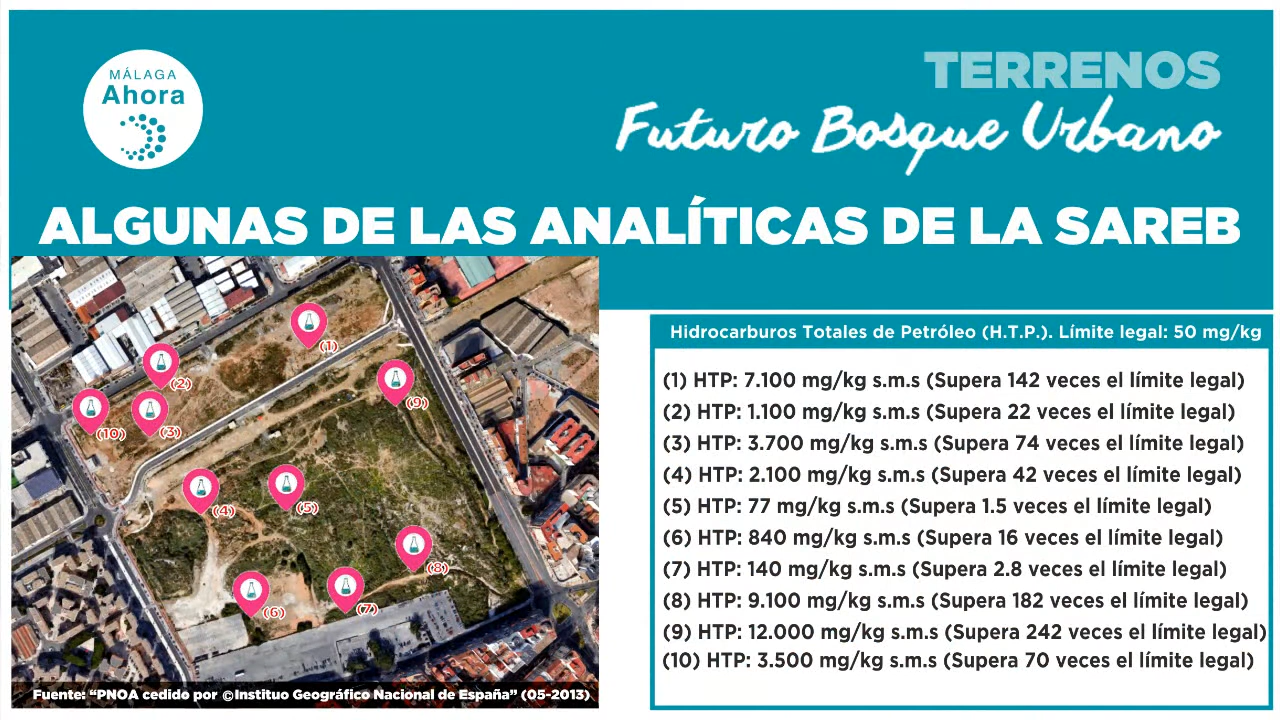 MÁLAGA
Ahora
TERRENOS
Futuro Bosque Urbano
ALGUNAS DE LAS ANALÍTICAS DE LA SAREB
(1)
(2)
(9)
(10)
(3)
(4)
(5)
(8)
(6)
(7)
Fuente: “PNOA cedido por ©Instituo Geográfico Nacional de España” (05-2013)
Hidrocarburos Totales de Petróleo (H.T.P.). Límite legal: 50 mg/kg
(1) HTP: 7.100 mg/kg s.m.s (Supera 142 veces el límite legal)
(2) HTP: 1.100 mg/kg s.m.s (Supera 22 veces el límite legal)
(3) HTP: 3.700 mg/kg s.m.s (Supera 74 veces el límite legal)
(4) HTP: 2.100 mg/kg s.m.s (Supera 42 veces el límite legal)
(5) HTP: 77 mg/kg s.m.s (Supera 1.5 veces el límite legal)
(6) HTP: 840 mg/kg s.m.s (Supera 16 veces el límite legal)
(7) HTP: 140 mg/kg s.m.s (Supera 2.8 veces el límite legal)
(8) HTP: 9.100 mg/kg s.m.s (Supera 182 veces el límite legal)
(9) HTP: 12.000 mg/kg s.m.s (Supera 242 veces el límite legal)
(10) HTP: 3.500 mg/kg s.m.s (Supera 70 veces el límite legal)